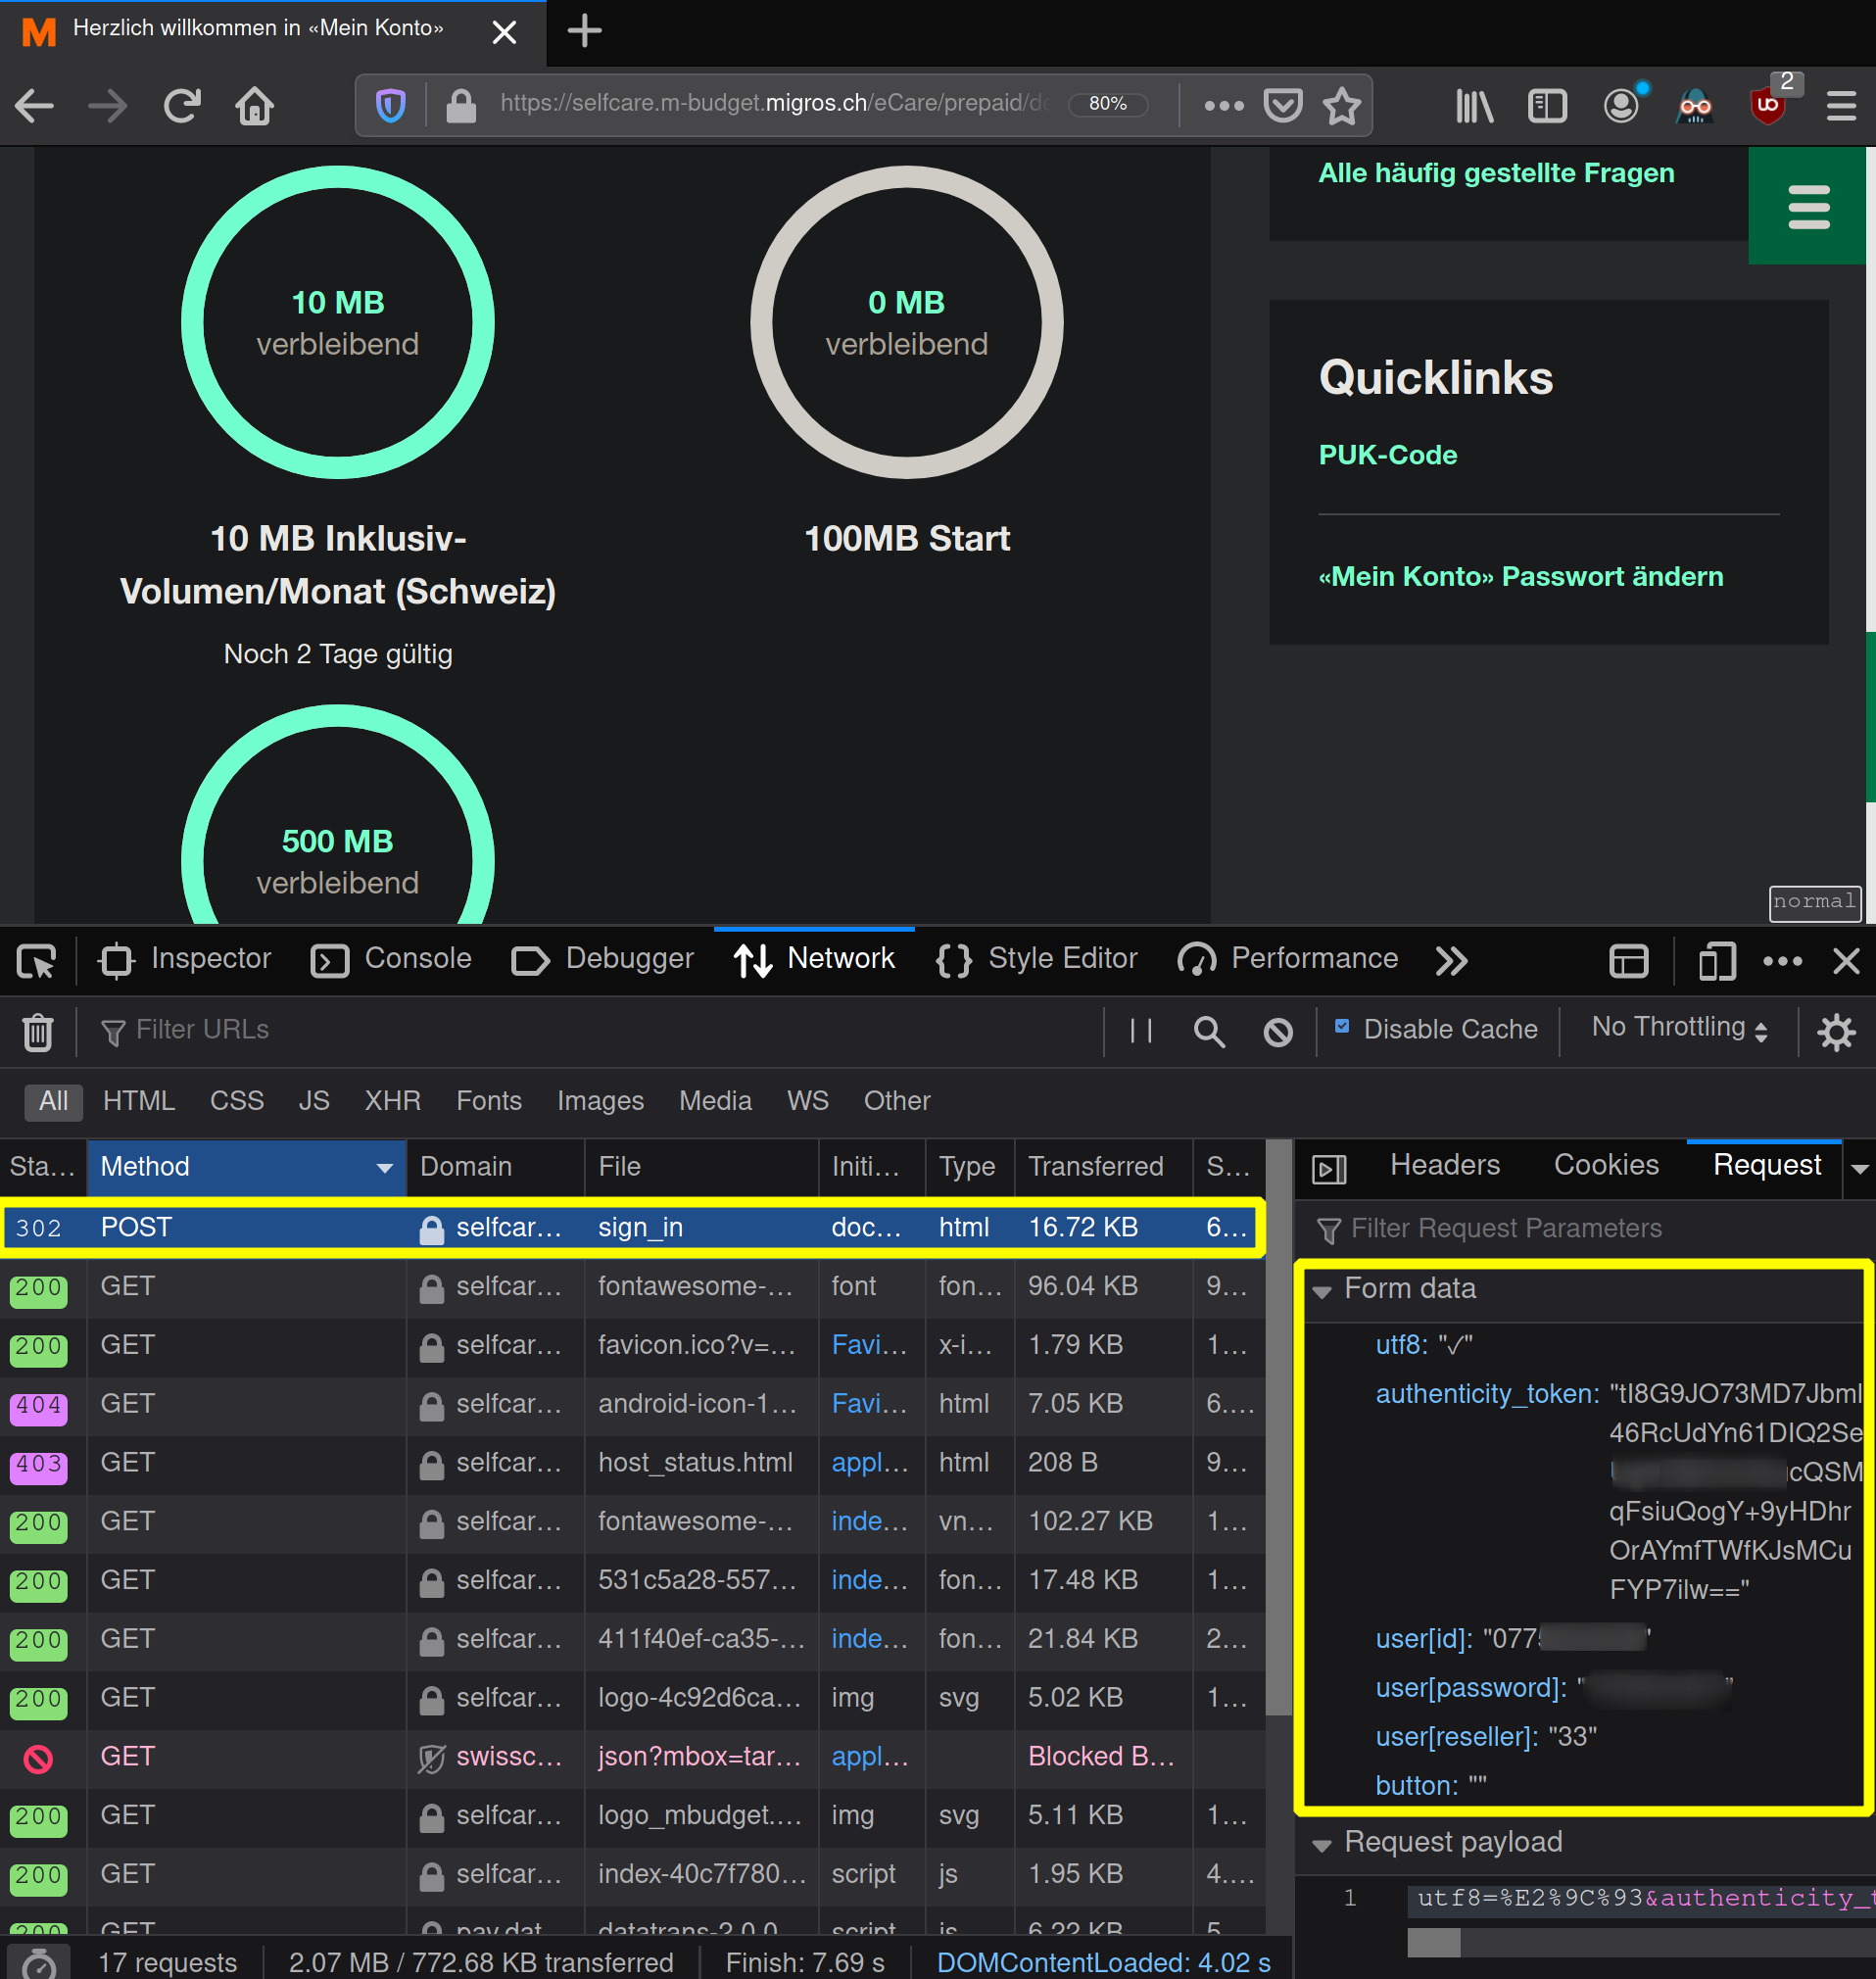 Herzlich willkommen in «Mein Konto»
https://selfcare.m-budget.migros.ch/eCare/prepaid/de
80%
2
10 MB
verbleibend
0 MB
verbleibend
Alle häufig gestellte Fragen
Quicklinks
PUK-Code
«Mein Konto» Passwort ändern
10 MB Inklusiv-
Volumen/Monat (Schweiz)
Noch 2 Tage gültig
100MB Start
500 MB
verbleibend
normal
Inspector Console Debugger Network Style Editor Performance
Filter URLs Disable Cache No Throttling
All HTML CSS JS XHR Fonts Images Media WS Other
Sta... Method Domain File Initi... Type Transferred S...
302 POST selfcar... sign_in doc... html 16.72 KB 6...
200 GET selfcar... fontawesome-... font fon... 96.04 KB 9...
200 GET selfcar... favicon.ico?v=... Favi... x-i... 1.79 KB 1...
404 GET selfcar... android-icon-1... Favi... html 7.05 KB 6....
403 GET selfcar... host_status.html appl... html 208 B 9...
200 GET selfcar... fontawesome-... inde... vn... 102.27 KB 1...
200 GET selfcar... 531c5a28-557... inde... fon... 17.48 KB 1...
200 GET selfcar... 411f40ef-ca35-... inde... fon... 21.84 KB 2...
200 GET selfcar... logo-4c92d6ca... img svg 5.02 KB 1...
GET swissc... json?mbox=tar... appl... Blocked B...
200 GET selfcar... logo_mbudget.... img svg 5.11 KB 1...
200 GET selfcar... index-40c7f780... script js 1.95 KB 4....
200 GET pay.dat... datatrans-2.0.0... script js 6.22 KB 5...
17 requests 2.07 MB / 772.68 KB transferred Finish: 7.69 s DOMContentLoaded: 4.02 s
Headers Cookies Request
Filter Request Parameters
Form data
utf8: "✓"
authenticity_token: "tI8G9JO73MD7Jbml
46RcUdYn61DIQ2Se
cQSM
qFsiuQogY+9yHDhr
OrAYmfTWfKJsMCu
FYP7ilw=="
user[id]: "077
user[password]: "
user[reseller]: "33"
button: ""
Request payload
1 utf8=%E2%9C%93&authenticity_t